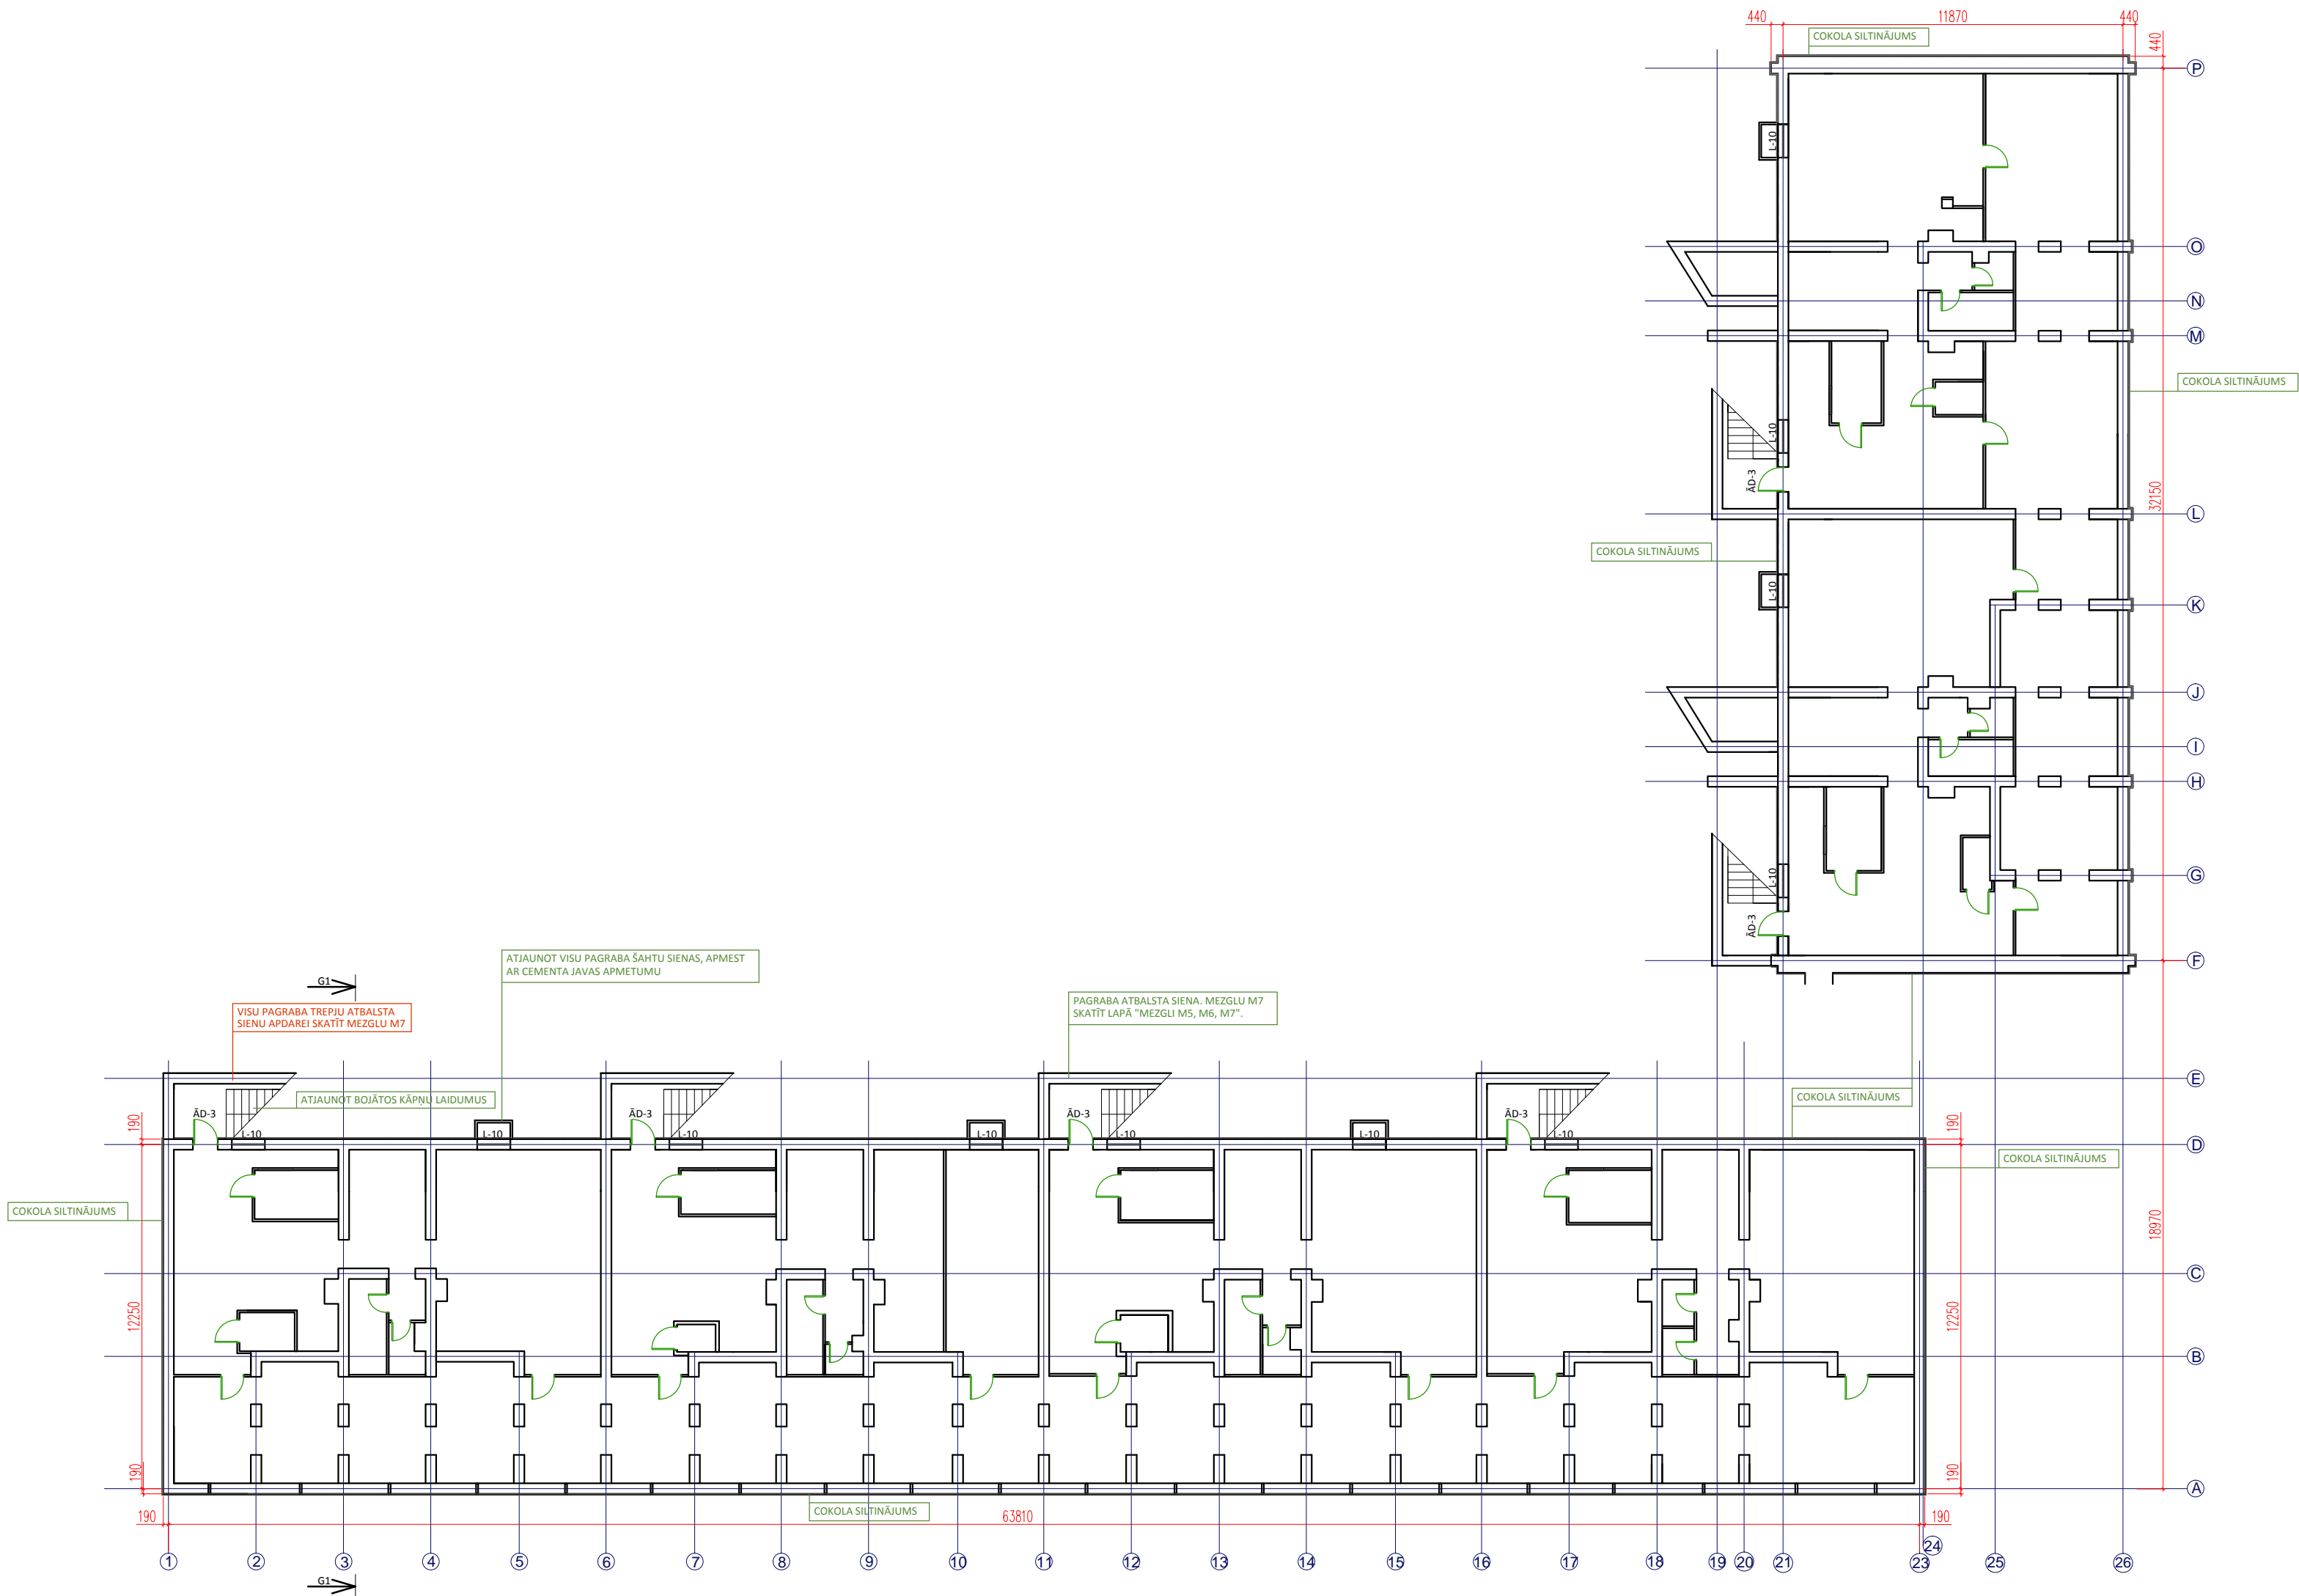 440
11870
440
COKOLA SILTINĀJUMS
440
P
L-10
O
N
M
COKOLA SILTINĀJUMS
L-10
ĀD-3
32150
L
COKOLA SILTINĀJUMS
L-10
K
J
I
H
L-10
G
ĀD-3
F
ATJAUNOT VISU PAGRABA ŠAHTU SIENAS, APMEST
AR CEMENTA JAVAS APMETUMU
G1
VISU PAGRABA TREPJU ATBALSTA
SIENU APDAREI SKATĪT MEZGLU M7
PAGRABA ATBALSTA SIENA. MEZGLU M7
SKATĪT LAPĀ "MEZGLI M5, M6, M7".
E
ATJAUNOT BOJĀTOS KĀPŅU LAIDUMUS
COKOLA SILTINĀJUMS
190
ĀD-3
ĀD-3
ĀD-3
ĀD-3
190
L-10
L-10
L-10
L-10
L-10
L-10
L-10
D
COKOLA SILTINĀJUMS
COKOLA SILTINĀJUMS
18970
C
12250
12250
B
190
190
A
COKOLA SILTINĀJUMS
190
63810
190
1
2
3
4
5
6
7
8
9
10
11
12
13
14
15
16
17
18
19
20
21
23
24
25
26
G1